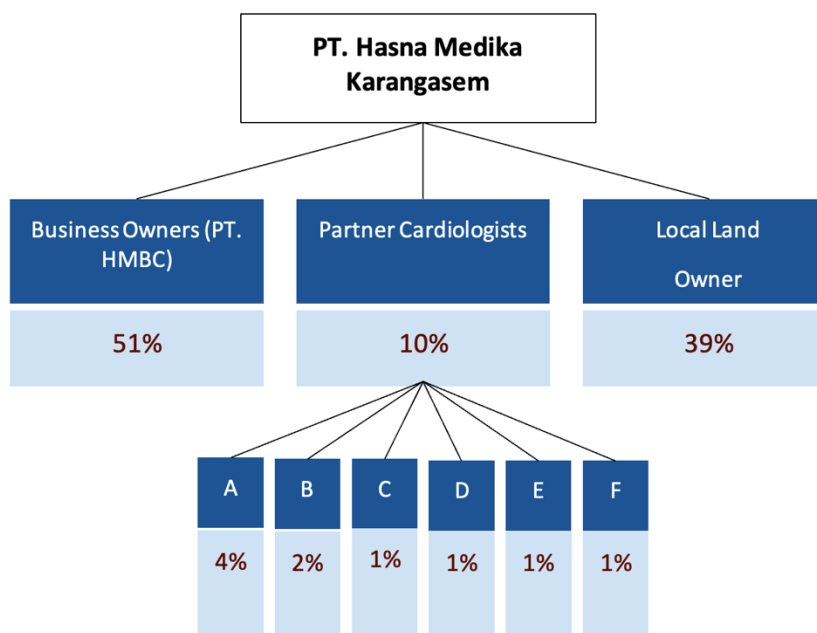 PT. Hasna Medika
Karangasem
Business Owners (PT.
HMBC)
Partner Cardiologists
Local Land
Owner
51%
10%
39%
A
B
C
D
E
F
4%
2%
1%
1%
1%
1%